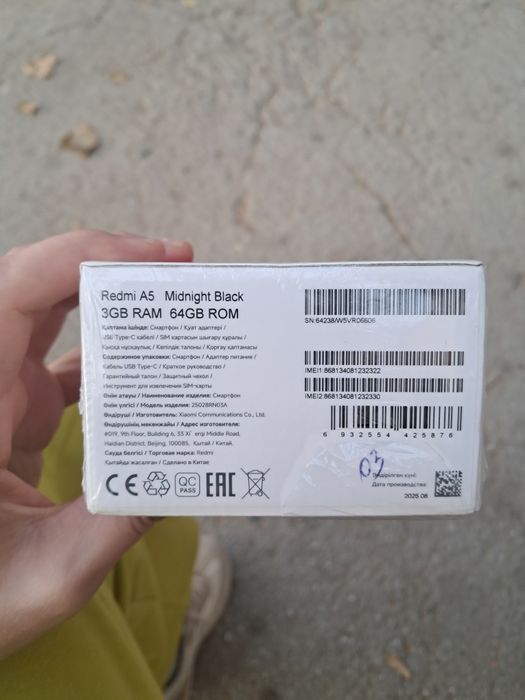 Redmi A5 Midnight Black
3GB RAM 64GB ROM
Қаптама ішінде: Смартфон / Қуат адаптері /
USB Type-C кабелі / SIM картасын шығару құралы /
Қысқа нұсқаулық / Кепілдік талоны / Қорғау қаптамасы
Содержимое упаковки: Смартфон / Адаптер питания /
Кабель USB Type-C / Краткое руководство /
Гарантийный талон / Защитный чехол /
Инструмент для извлечения SIM-карты
Өнім атауы / Наименование изделия: Смартфон
Өнім үлгісі / Модель изделия: 25028RN03A
Өндіруші / Изготовитель: Xiaomi Communications Co., Ltd.
Өндірушінің мекенжайы / Адрес изготовителя:
#019, 9th Floor, Building 6, 33 Xi'erqi Middle Road,
Haidian District, Beijing, 100085, Қытай / Китай.
Сауда белгісі / Торговая марка: Redmi
Қытайда жасалған / Сделано в Китае
CE QC PASS EAC
SN:64238/W5VR06606
IMEI1:868134081232322
IMEI2:868134081232330
6 932554 425876
03
Өндірілген күні:
Дата производства:
2025.08